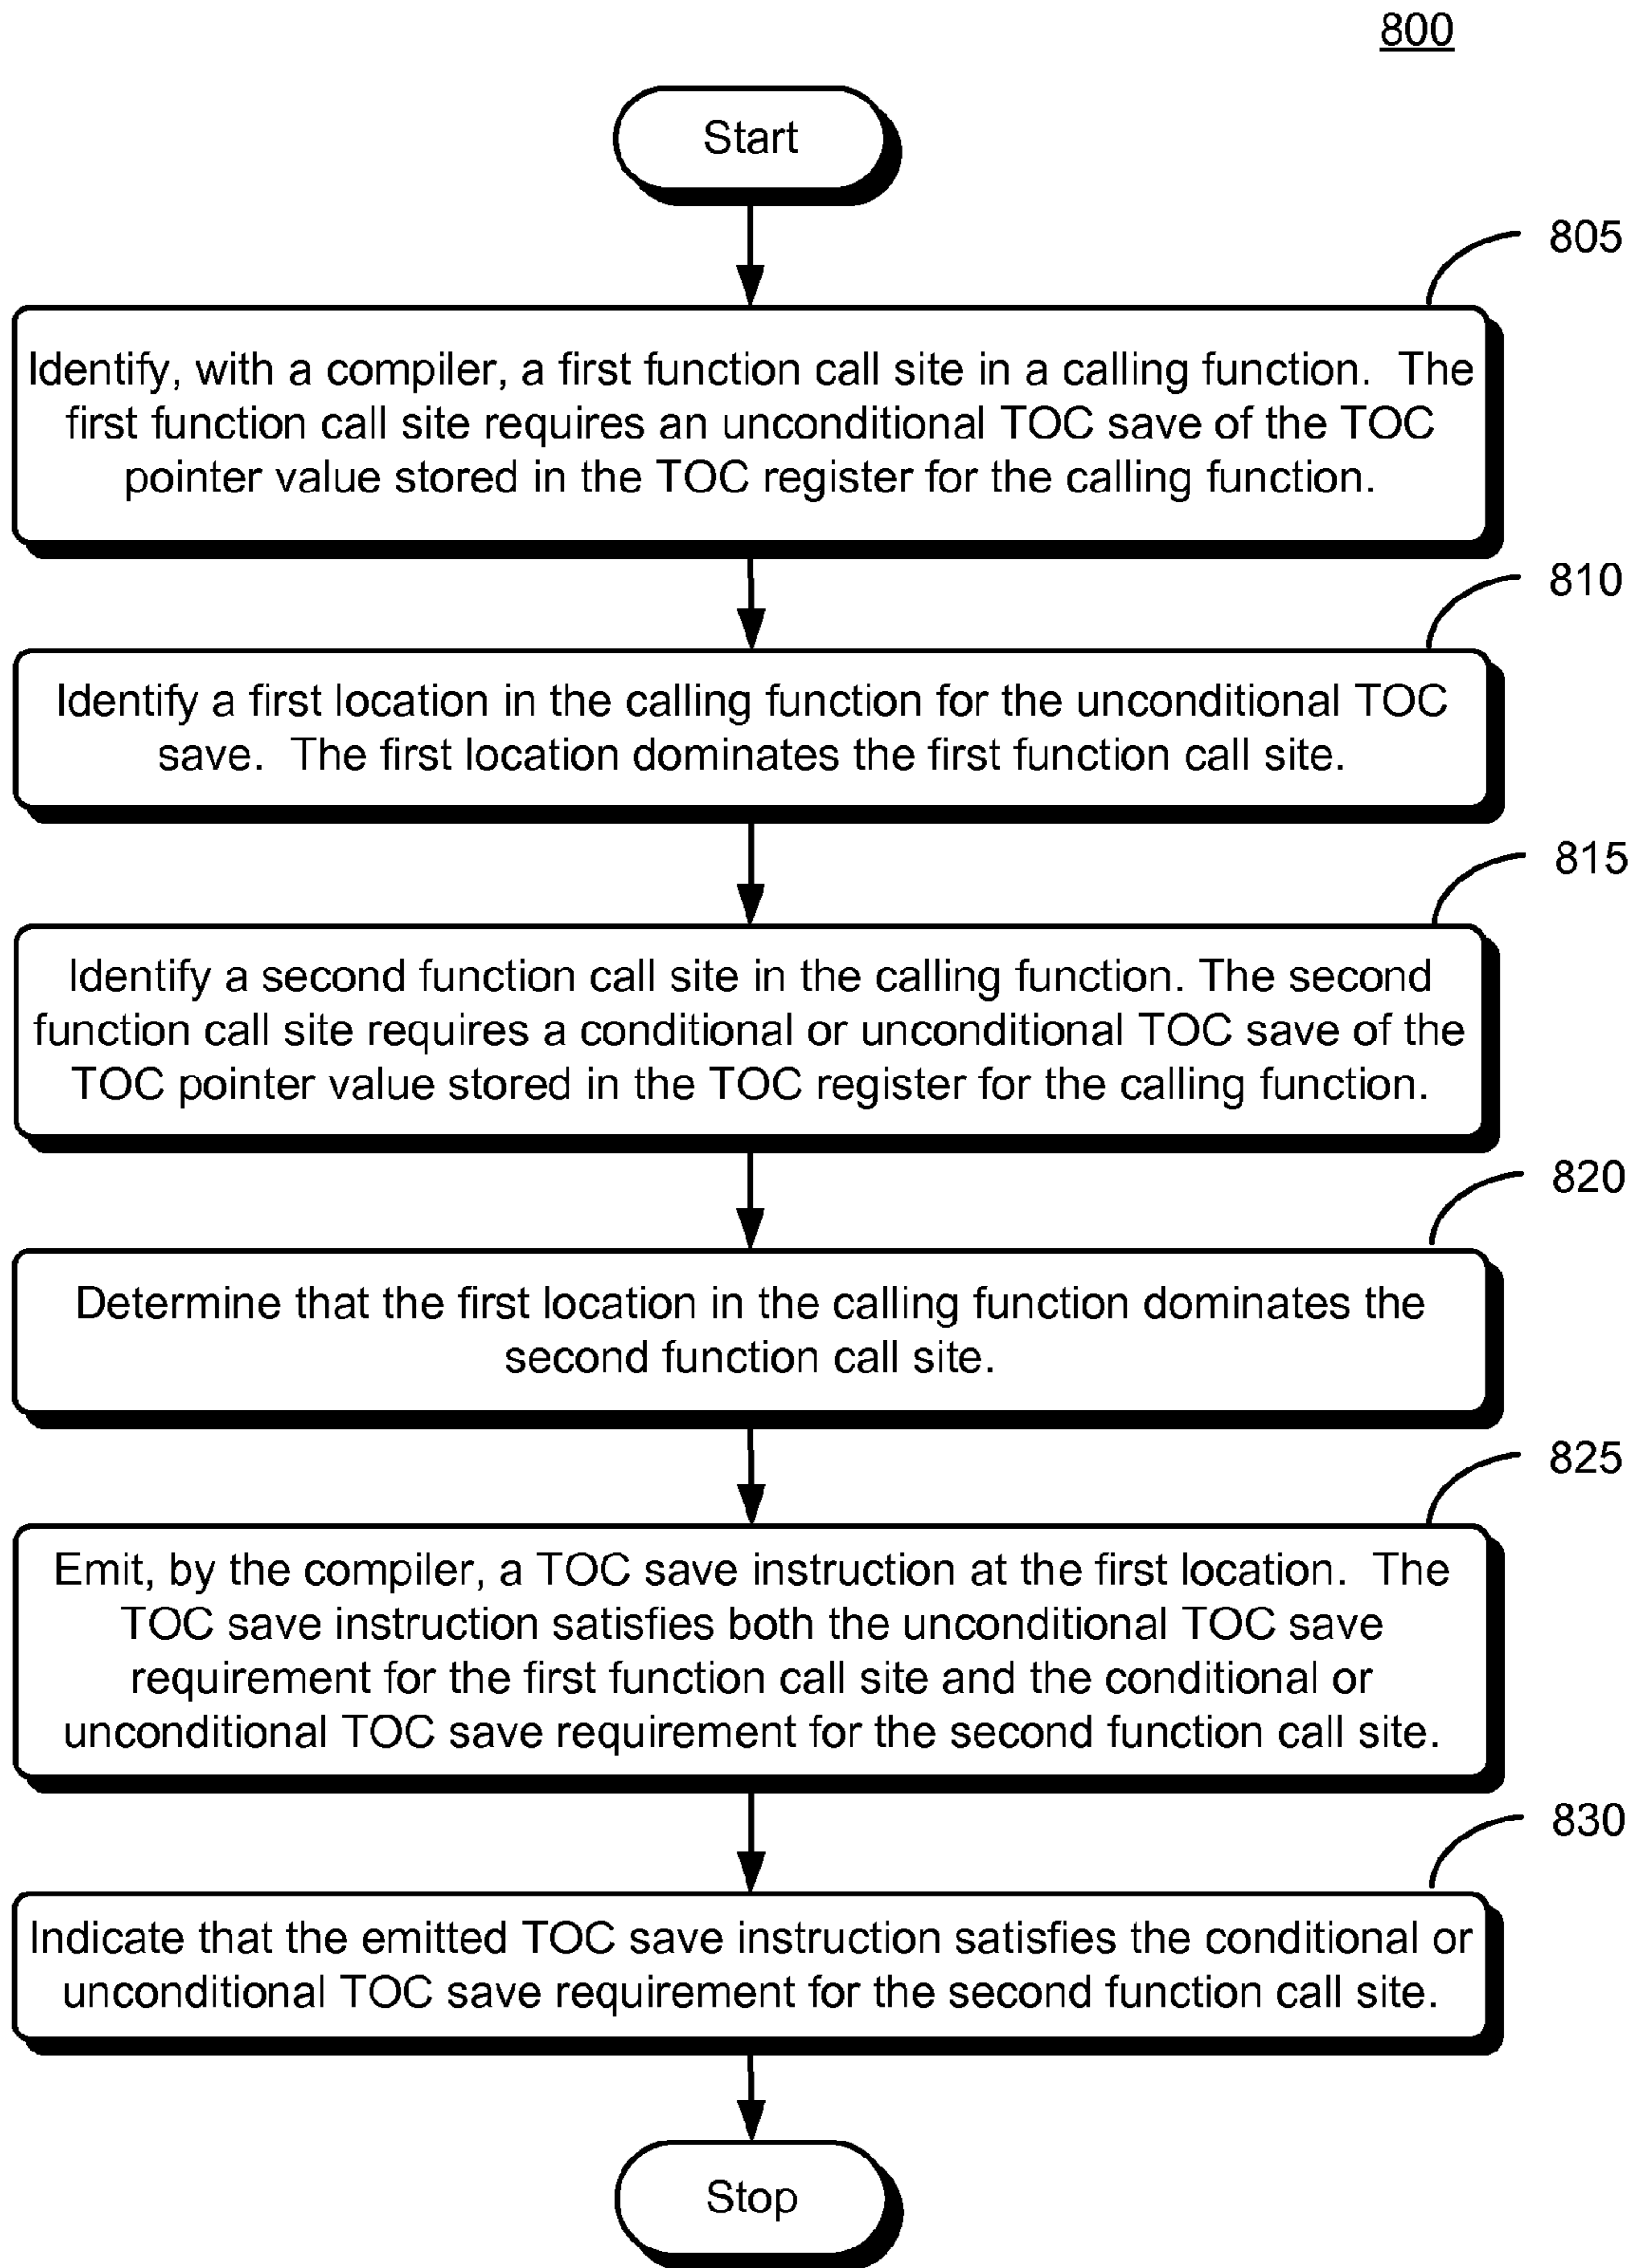 800
Start
805
Identify, with a compiler, a first function call site in a calling function. The
first function call site requires an unconditional TOC save of the TOC
pointer value stored in the TOC register for the calling function.
810
Identify a first location in the calling function for the unconditional TOC
save. The first location dominates the first function call site.
815
Identify a second function call site in the calling function. The second
function call site requires a conditional or unconditional TOC save of the
TOC pointer value stored in the TOC register for the calling function.
820
Determine that the first location in the calling function dominates the
second function call site.
825
Emit, by the compiler, a TOC save instruction at the first location. The
TOC save instruction satisfies both the unconditional TOC save
requirement for the first function call site and the conditional or
unconditional TOC save requirement for the second function call site.
830
Indicate that the emitted TOC save instruction satisfies the conditional or
unconditional TOC save requirement for the second function call site.
Stop